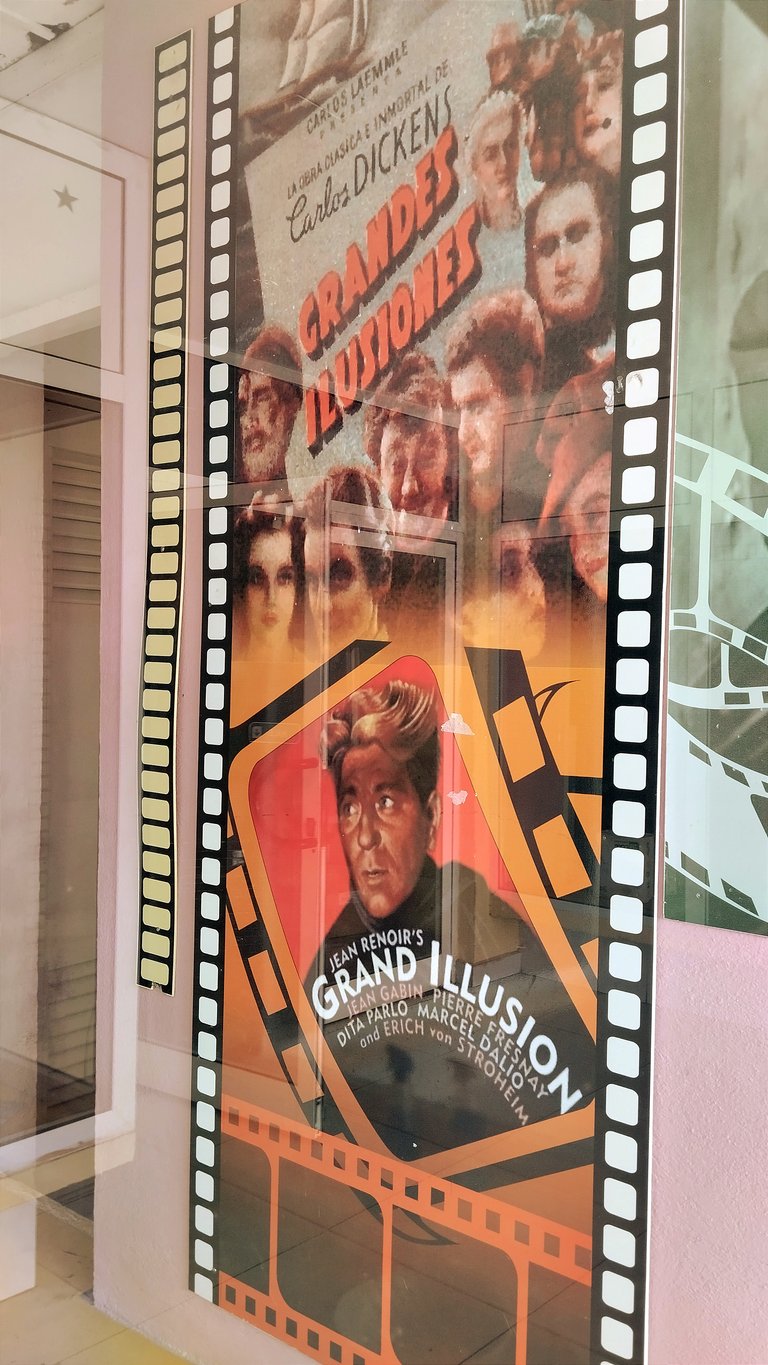 CARLOS LAEMMLE
PRESENTA
LA OBRA CLASICA E INMORTAL DE
Carlos DICKENS
GRANDES
ILUSIONES
JEAN RENOIR'S
GRAND ILLUSION
JEAN GABIN PIERRE FRESNAY
DITA PARLO MARCEL DALIO
and ERICH von STROHEIM